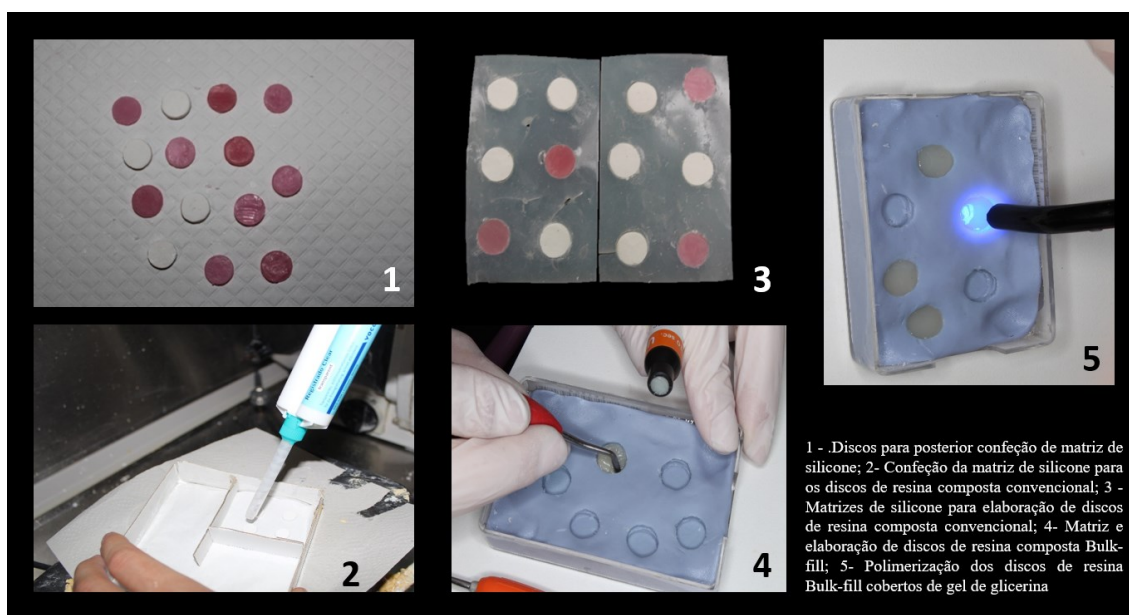 1
3
5
Registrado Clear
VOCO
2
4
1 - .Discos para posterior confeção de matriz de
silicone; 2- Confeção da matriz de silicone para
os discos de resina composta convencional; 3 -
Matrizes de silicone para elaboração de discos
de resina composta convencional; 4- Matriz e
elaboração de discos de resina composta Bulk-
fill; 5- Polimerização dos discos de resina
Bulk-fill cobertos de gel de glicerina